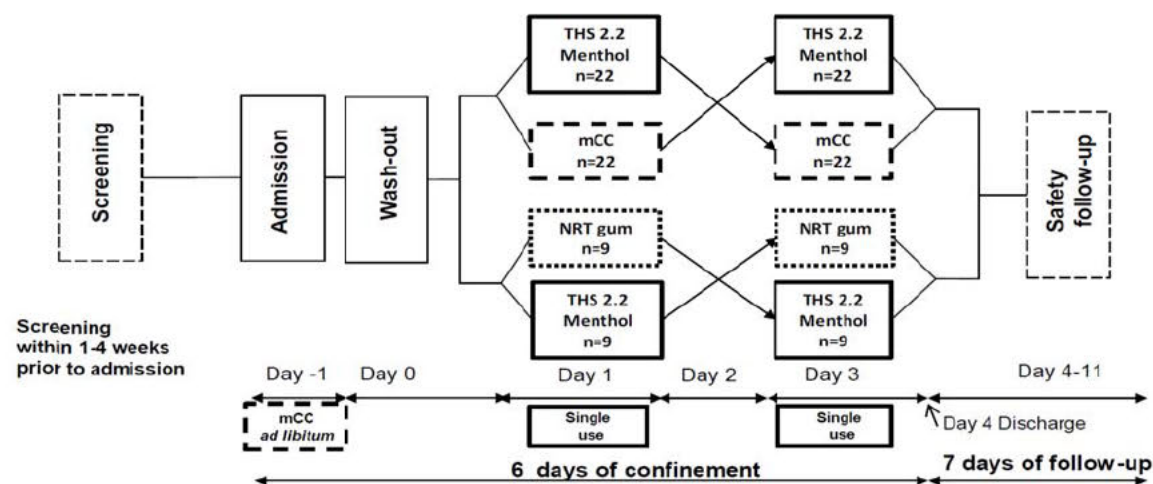 Screening
Admission
Wash-out
THS 2.2
Menthol
n=22
mCC
n=22
NRT gum
n=9
THS 2.2
Menthol
n=9
THS 2.2
Menthol
n=22
mCC
n=22
NRT gum
n=9
THS 2.2
Menthol
n=9
Safety
follow-up
Screening
within 1-4 weeks
prior to admission
Day -1
Day 0
Day 1
Day 2
Day 3
Day 4-11
mCC
ad libitum
Single
use
Single
use
Day 4 Discharge
6 days of confinement
7 days of follow-up